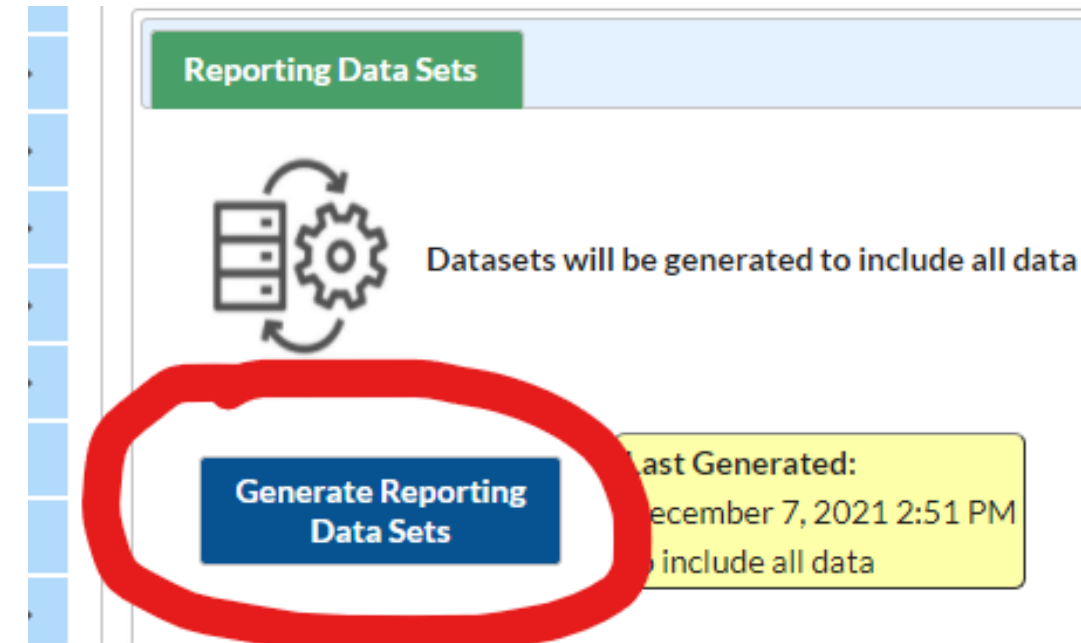 Reporting Data Sets
Datasets will be generated to include all data
Generate Reporting
Data Sets
Last Generated:
December 7, 2021 2:51 PM
include all data